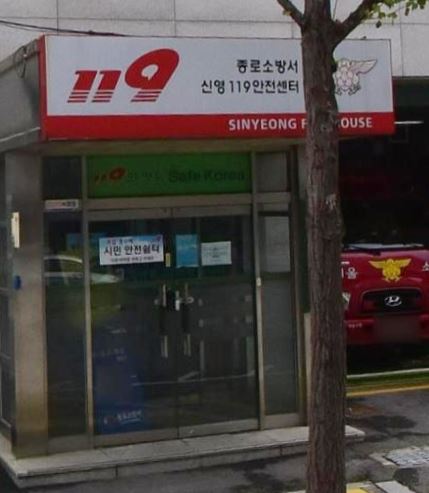 119
종로소방서
신영119안전센터
SINYEONG F HOUSE
119
Safe Korea
시민 안전쉼터